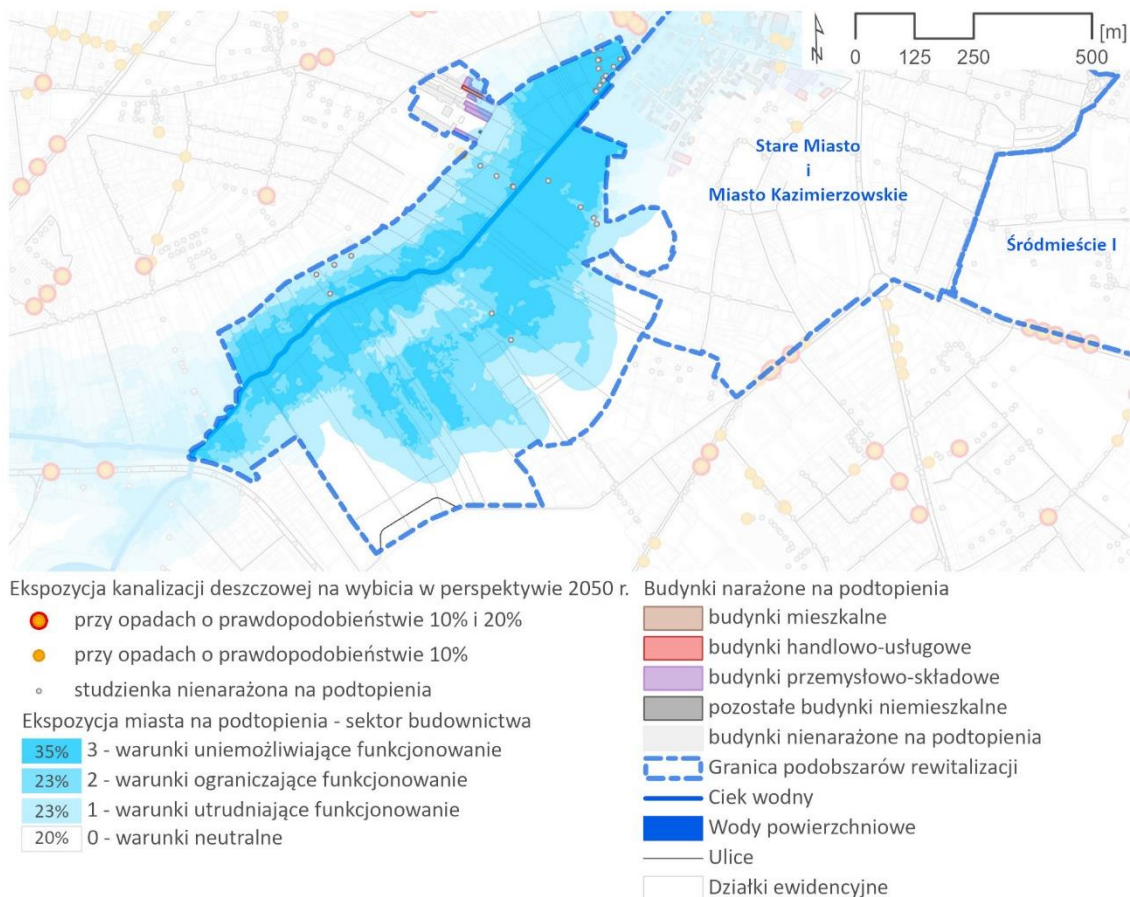 N
[m]
0 125 250 500
Stare Miasto
i
Miasto Kazimierzowskie
Śródmieście I
Ekspozycja kanalizacji deszczowej na wybicia w perspektywie 2050 r.
przy opadach o prawdopodobieństwie 10% i 20%
przy opadach o prawdopodobieństwie 10%
studzienka nienarażona na podtopienia
Ekspozycja miasta na podtopienia - sektor budownictwa
35% 3 - warunki uniemożliwiające funkcjonowanie
23% 2 - warunki ograniczające funkcjonowanie
23% 1 - warunki utrudniające funkcjonowanie
20% 0 - warunki neutralne
Budynki narażone na podtopienia
budynki mieszkalne
budynki handlowo-usługowe
budynki przemysłowo-składowe
pozostałe budynki niemieszkalne
budynki nienarażone na podtopienia
Granica podobszarów rewitalizacji
Ciek wodny
Wody powierzchniowe
Ulice
Działki ewidencyjne